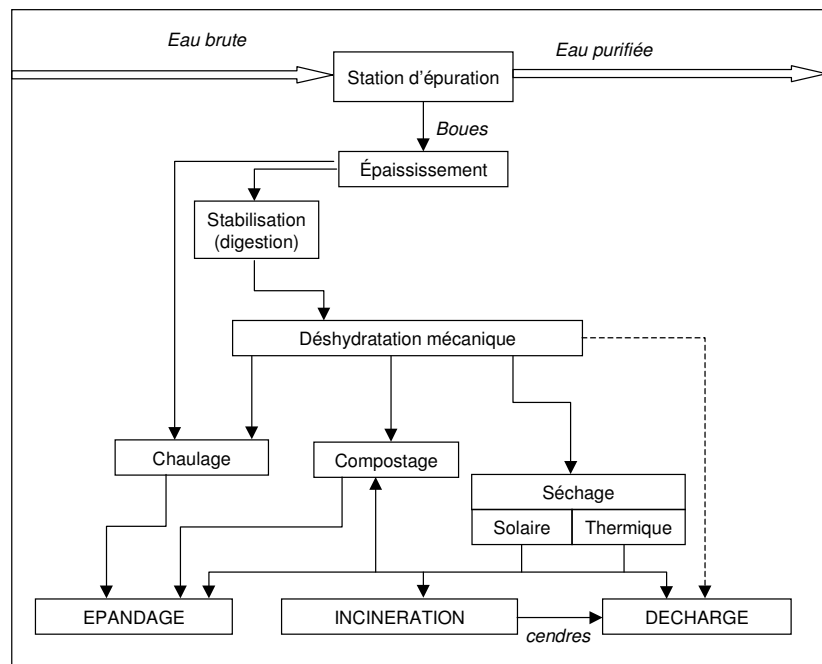 Eau brute
Eau purifiée
Station d'épuration
Boues
Épaississement
Stabilisation
(digestion)
Déshydratation mécanique
Chaulage
Compostage
Séchage
Solaire
Thermique
EPANDAGE
INCINERATION
DECHARGE
cendres